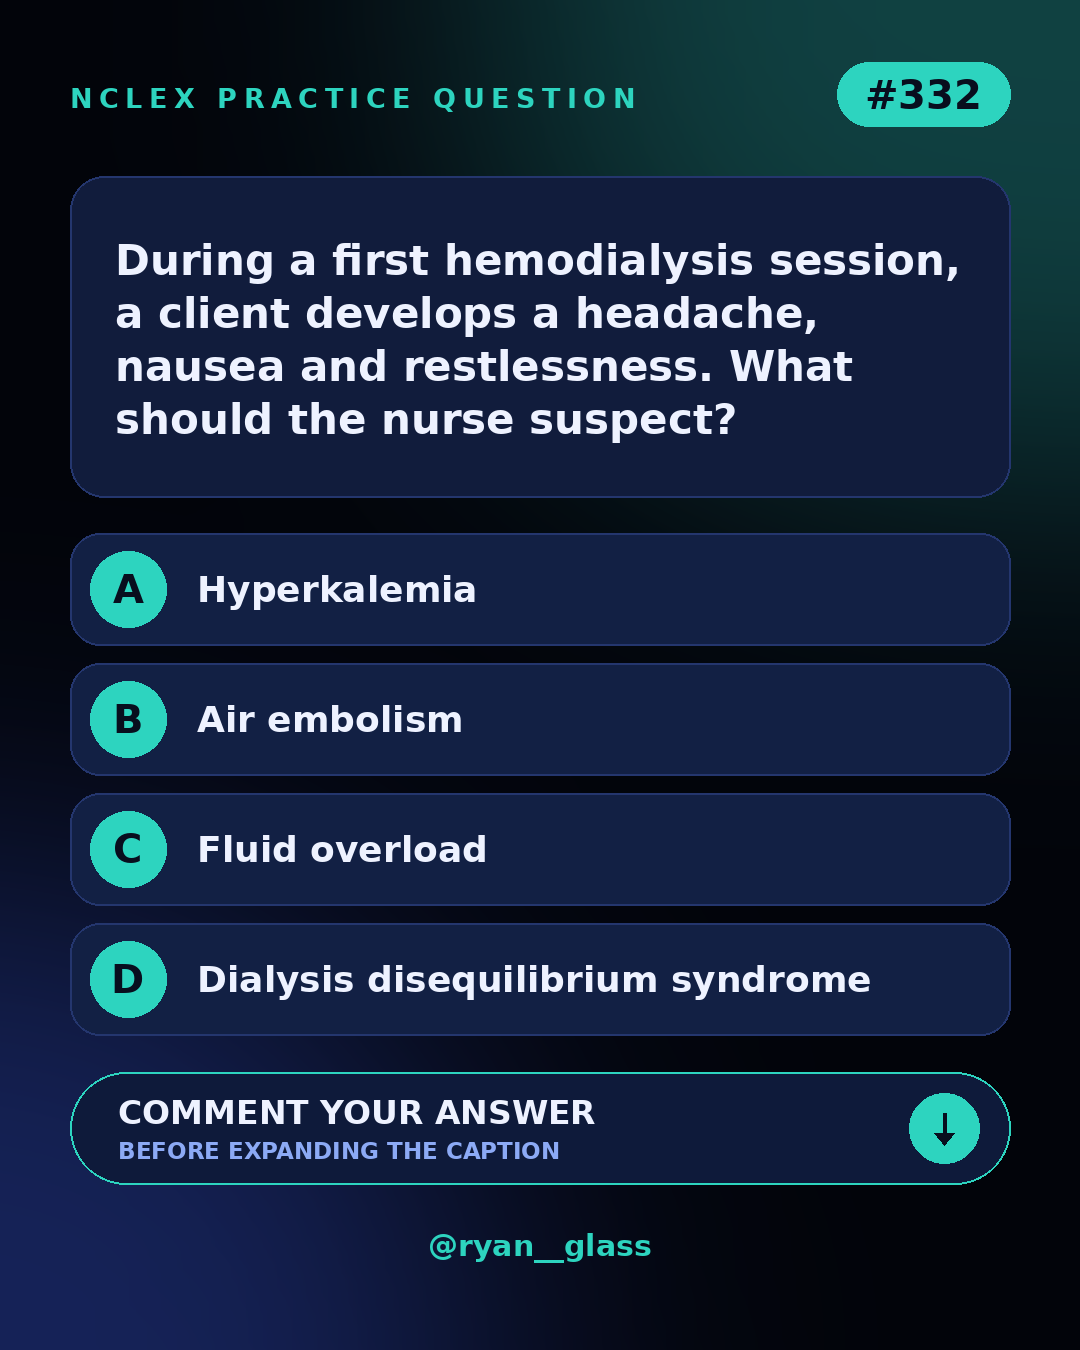 NCLEX PRACTICE QUESTION
#332
During a first hemodialysis session,
a client develops a headache,
nausea and restlessness. What
should the nurse suspect?
A Hyperkalemia
B Air embolism
C Fluid overload
D Dialysis disequilibrium syndrome
COMMENT YOUR ANSWER
BEFORE EXPANDING THE CAPTION
@ryan__glass